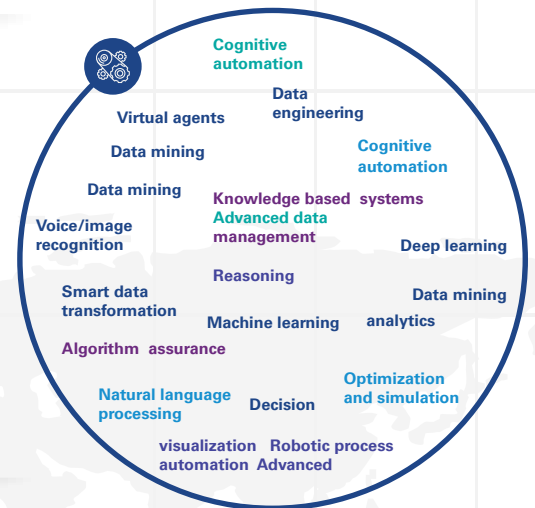 Cognitive
automation
Data
engineering
Virtual agents
Cognitive
automation
Data mining
Data mining
Knowledge based systems
Advanced data
management
Voice/image
recognition
Deep learning
Reasoning
Smart data
transformation
Data mining
Machine learning
analytics
Algorithm assurance
Optimization
and simulation
Natural language
processing
Decision
visualization Robotic process
automation Advanced